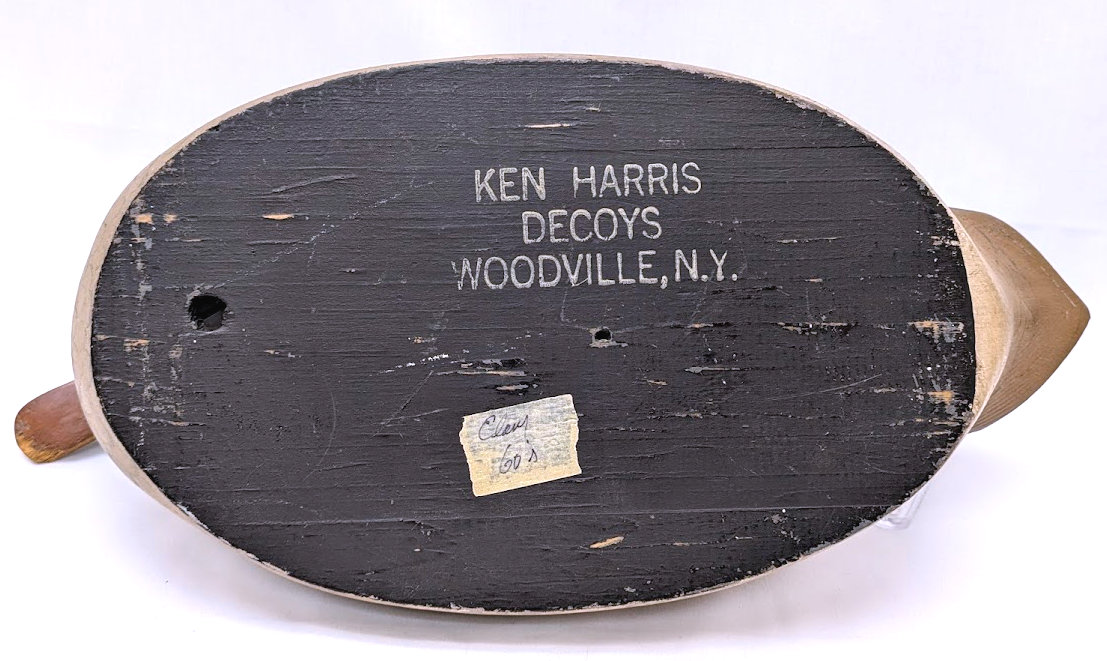 KEN HARRIS
DECOYS
WOODVILLE, N.Y.
60's